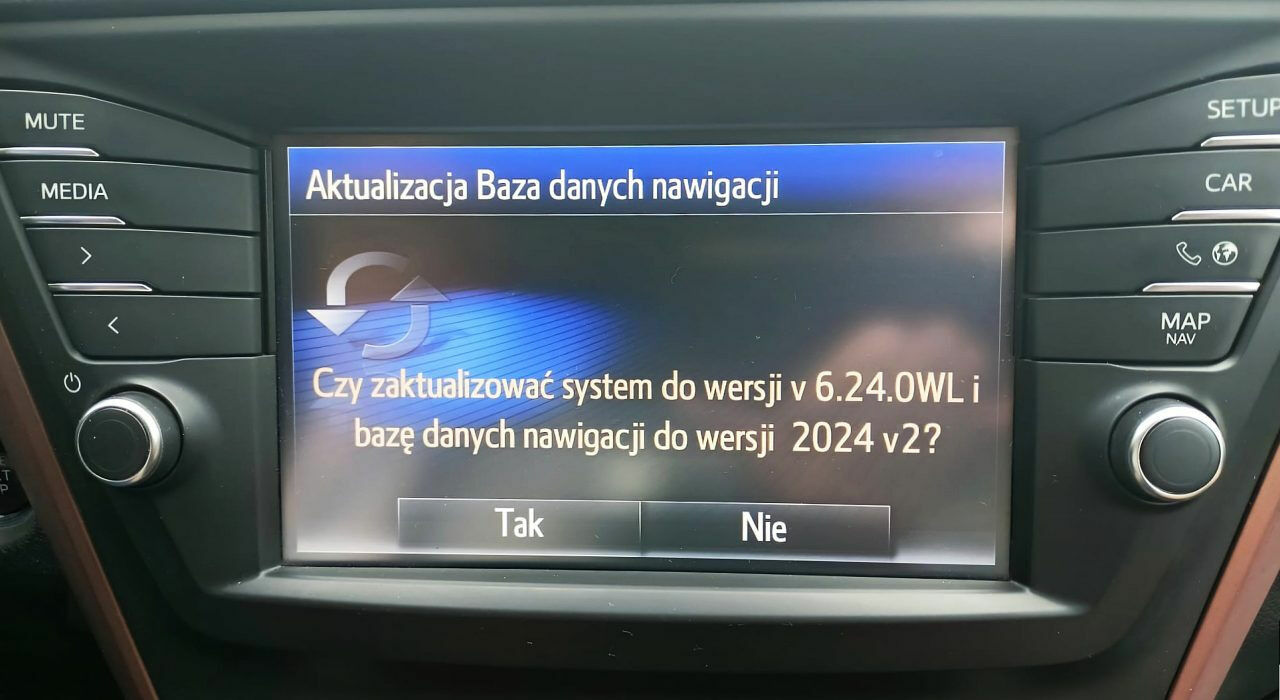 MUTE
MEDIA
SETUP
CAR
MAP
NAV
Aktualizacja Baza danych nawigacji
Czy zaktualizować system do wersji v 6.24.0WL i
bazę danych nawigacji do wersji 2024 v2?
Tak
Nie